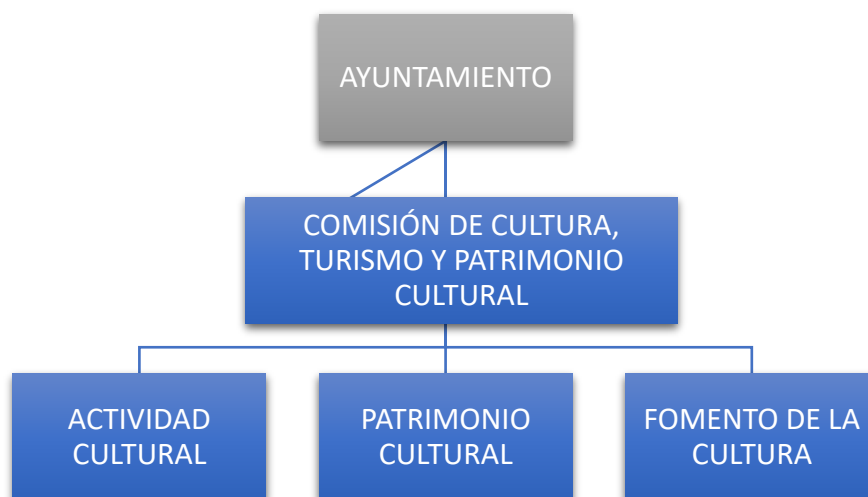 AYUNTAMIENTO
COMISIÓN DE CULTURA,
TURISMO Y PATRIMONIO
CULTURAL
ACTIVIDAD
CULTURAL
PATRIMONIO
CULTURAL
FOMENTO DE LA
CULTURA